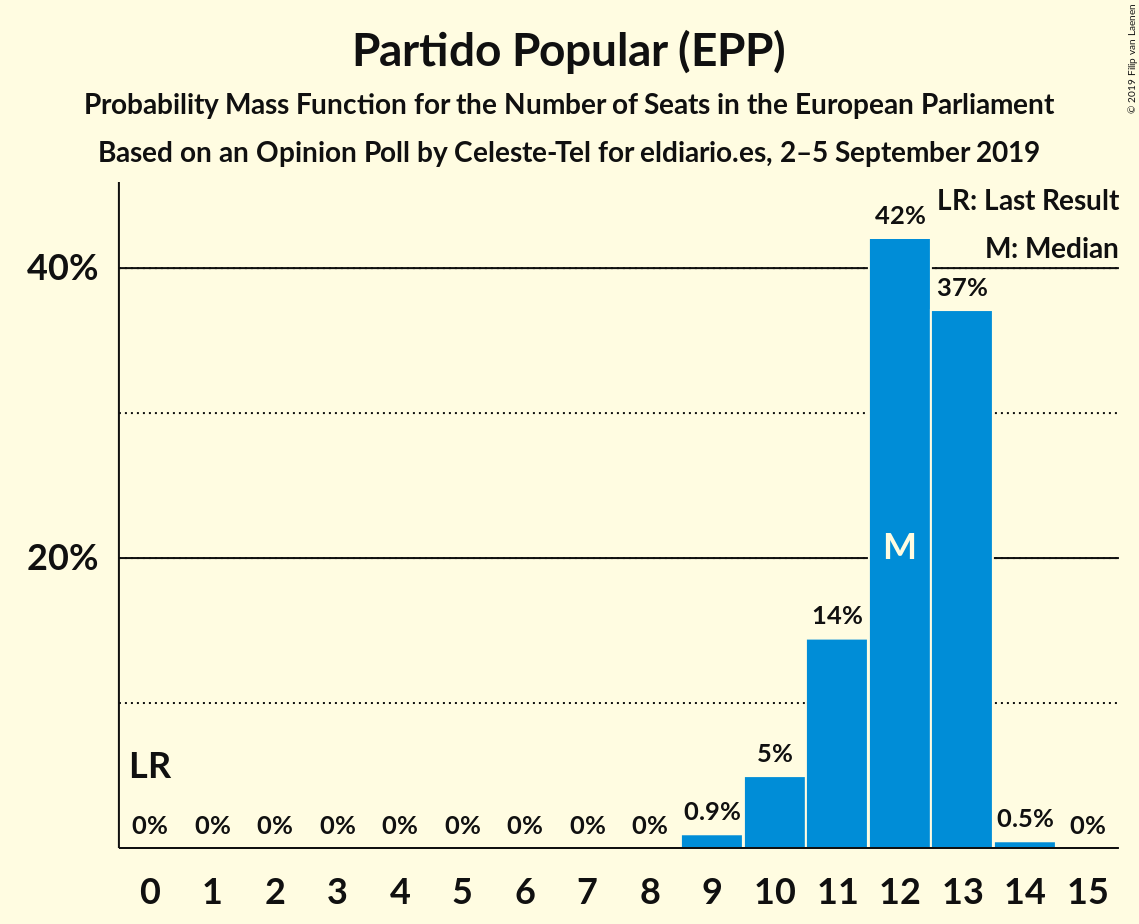 Partido Popular (EPP)
Probability Mass Function for the Number of Seats in the European Parliament
Based on an Opinion Poll by Celeste-Tel for eldiario.es, 2–5 September 2019
© 2019 Filip van Laenen
LR: Last Result
M: Median
40%
20%
42%
37%
M
14%
LR
5%
0% 0% 0% 0% 0% 0% 0% 0% 0% 0.9% 0.5% 0%
0 1 2 3 4 5 6 7 8 9 10 11 12 13 14 15